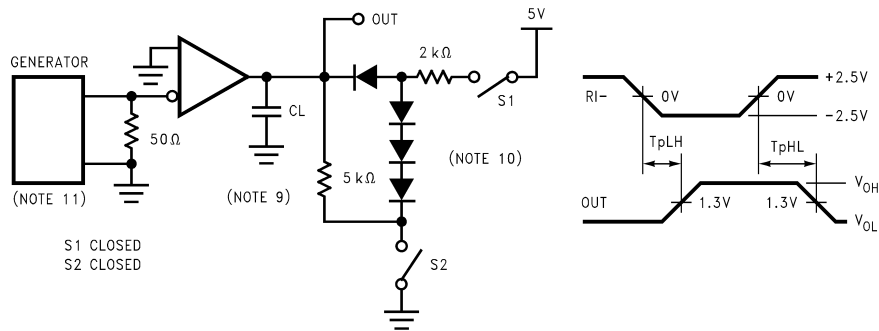 OUT
5V
GENERATOR
2 kΩ
S1
CL
50Ω
(NOTE 10)
(NOTE 11)
(NOTE 9)
5 kΩ
S1 CLOSED
S2 CLOSED
S2
RI-
0V
0V
+2.5V
-2.5V
TpLH
TpHL
OUT
1.3V
1.3V
VOH
VOL